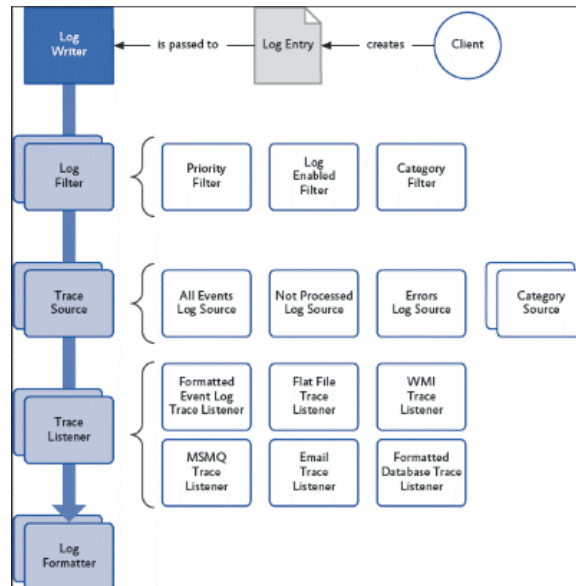 Log
Writer
is passed to
Log Entry
creates
Client
Log
Filter
Priority
Filter
Log
Enabled
Filter
Category
Filter
Trace
Source
All Events
Log Source
Not Processed
Log Source
Errors
Log Source
Category
Source
Trace
Listener
Formatted
Event Log
Trace Listener
Flat File
Trace
Listener
WMI
Trace
Listener
MSMQ
Trace
Listener
Email
Trace
Listener
Formatted
Database Trace
Listener
Log
Formatter